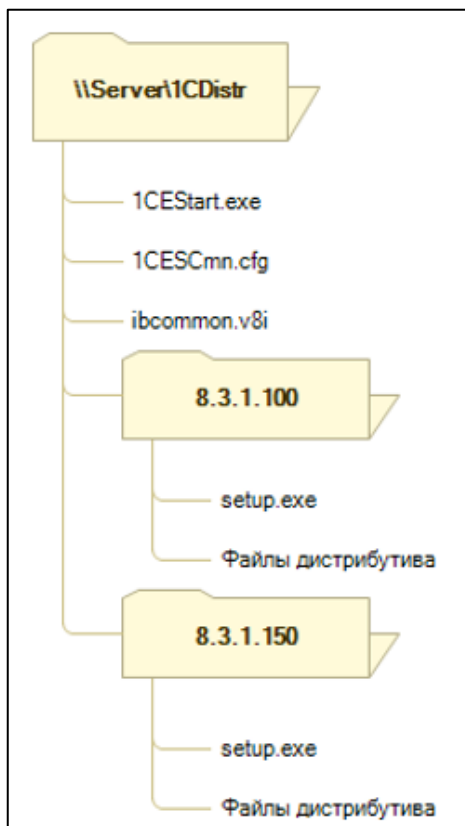 \\Server\1CDistr
1CEStart.exe
1CESCmn.cfg
ibcommon.v8i
8.3.1.100
setup.exe
Файлы дистрибутива
8.3.1.150
setup.exe
Файлы дистрибутива